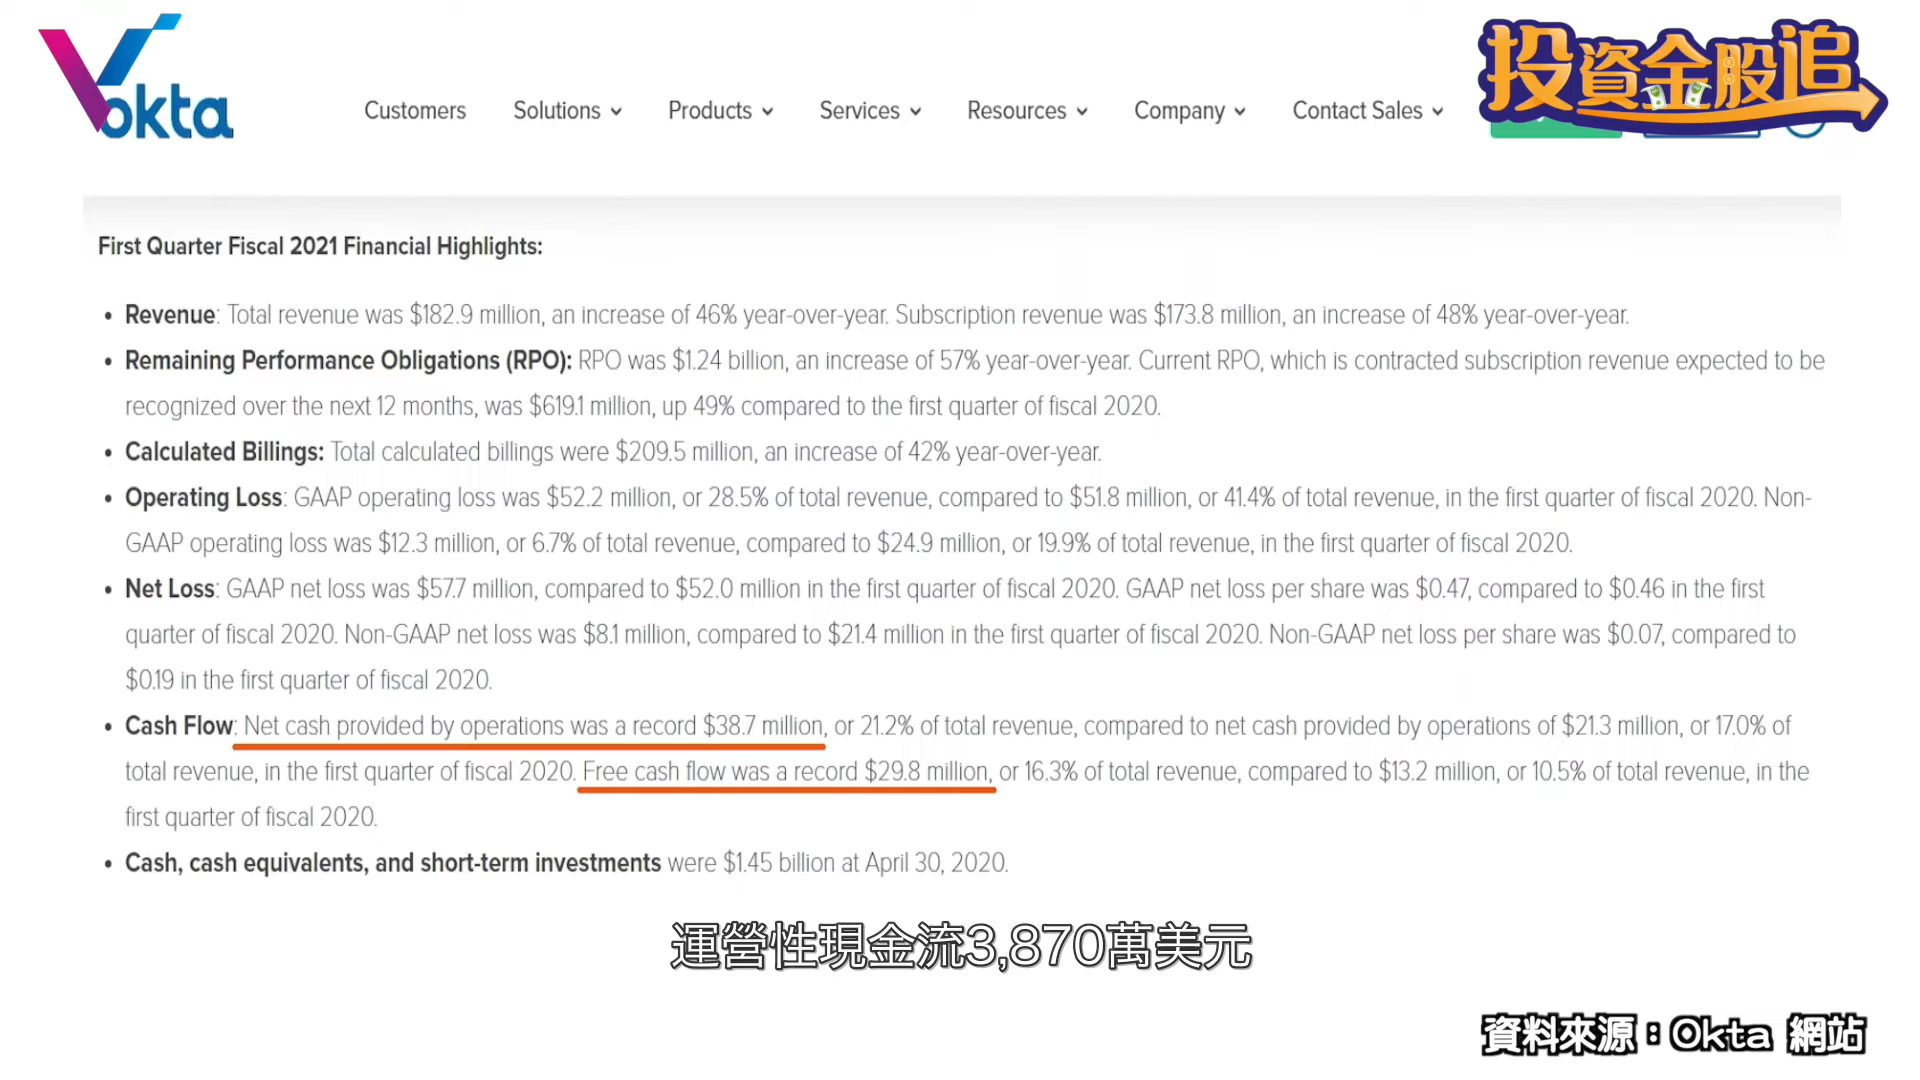 okta
Customers
Solutions
Products
Services
Resources
Company
Contact Sales
投資金股追
First Quarter Fiscal 2021 Financial Highlights:
• Revenue: Total revenue was $182.9 million, an increase of 46% year-over-year. Subscription revenue was $173.8 million, an increase of 48% year-over-year.
• Remaining Performance Obligations (RPO): RPO was $1.24 billion, an increase of 57% year-over-year. Current RPO, which is contracted subscription revenue expected to be
recognized over the next 12 months, was $619.1 million, up 49% compared to the first quarter of fiscal 2020.
• Calculated Billings: Total calculated billings were $209.5 million, an increase of 42% year-over-year.
• Operating Loss: GAAP operating loss was $52.2 million, or 28.5% of total revenue, compared to $51.8 million, or 41.4% of total revenue, in the first quarter of fiscal 2020. Non-
GAAP operating loss was $12.3 million, or 6.7% of total revenue, compared to $24.9 million, or 19.9% of total revenue, in the first quarter of fiscal 2020.
• Net Loss: GAAP net loss was $57.7 million, compared to $52.0 million in the first quarter of fiscal 2020. GAAP net loss per share was $0.47, compared to $0.46 in the first
quarter of fiscal 2020. Non-GAAP net loss was $8.1 million, compared to $21.4 million in the first quarter of fiscal 2020. Non-GAAP net loss per share was $0.07, compared to
$0.19 in the first quarter of fiscal 2020.
• Cash Flow: Net cash provided by operations was a record $38.7 million, or 21.2% of total revenue, compared to net cash provided by operations of $21.3 million, or 17.0% of
total revenue, in the first quarter of fiscal 2020. Free cash flow was a record $29.8 million, or 16.3% of total revenue, compared to $13.2 million, or 10.5% of total revenue, in the
first quarter of fiscal 2020.
• Cash, cash equivalents, and short-term investments were $1.45 billion at April 30, 2020.
運營性現金流3,870萬美元
資料來源：Okta 網站